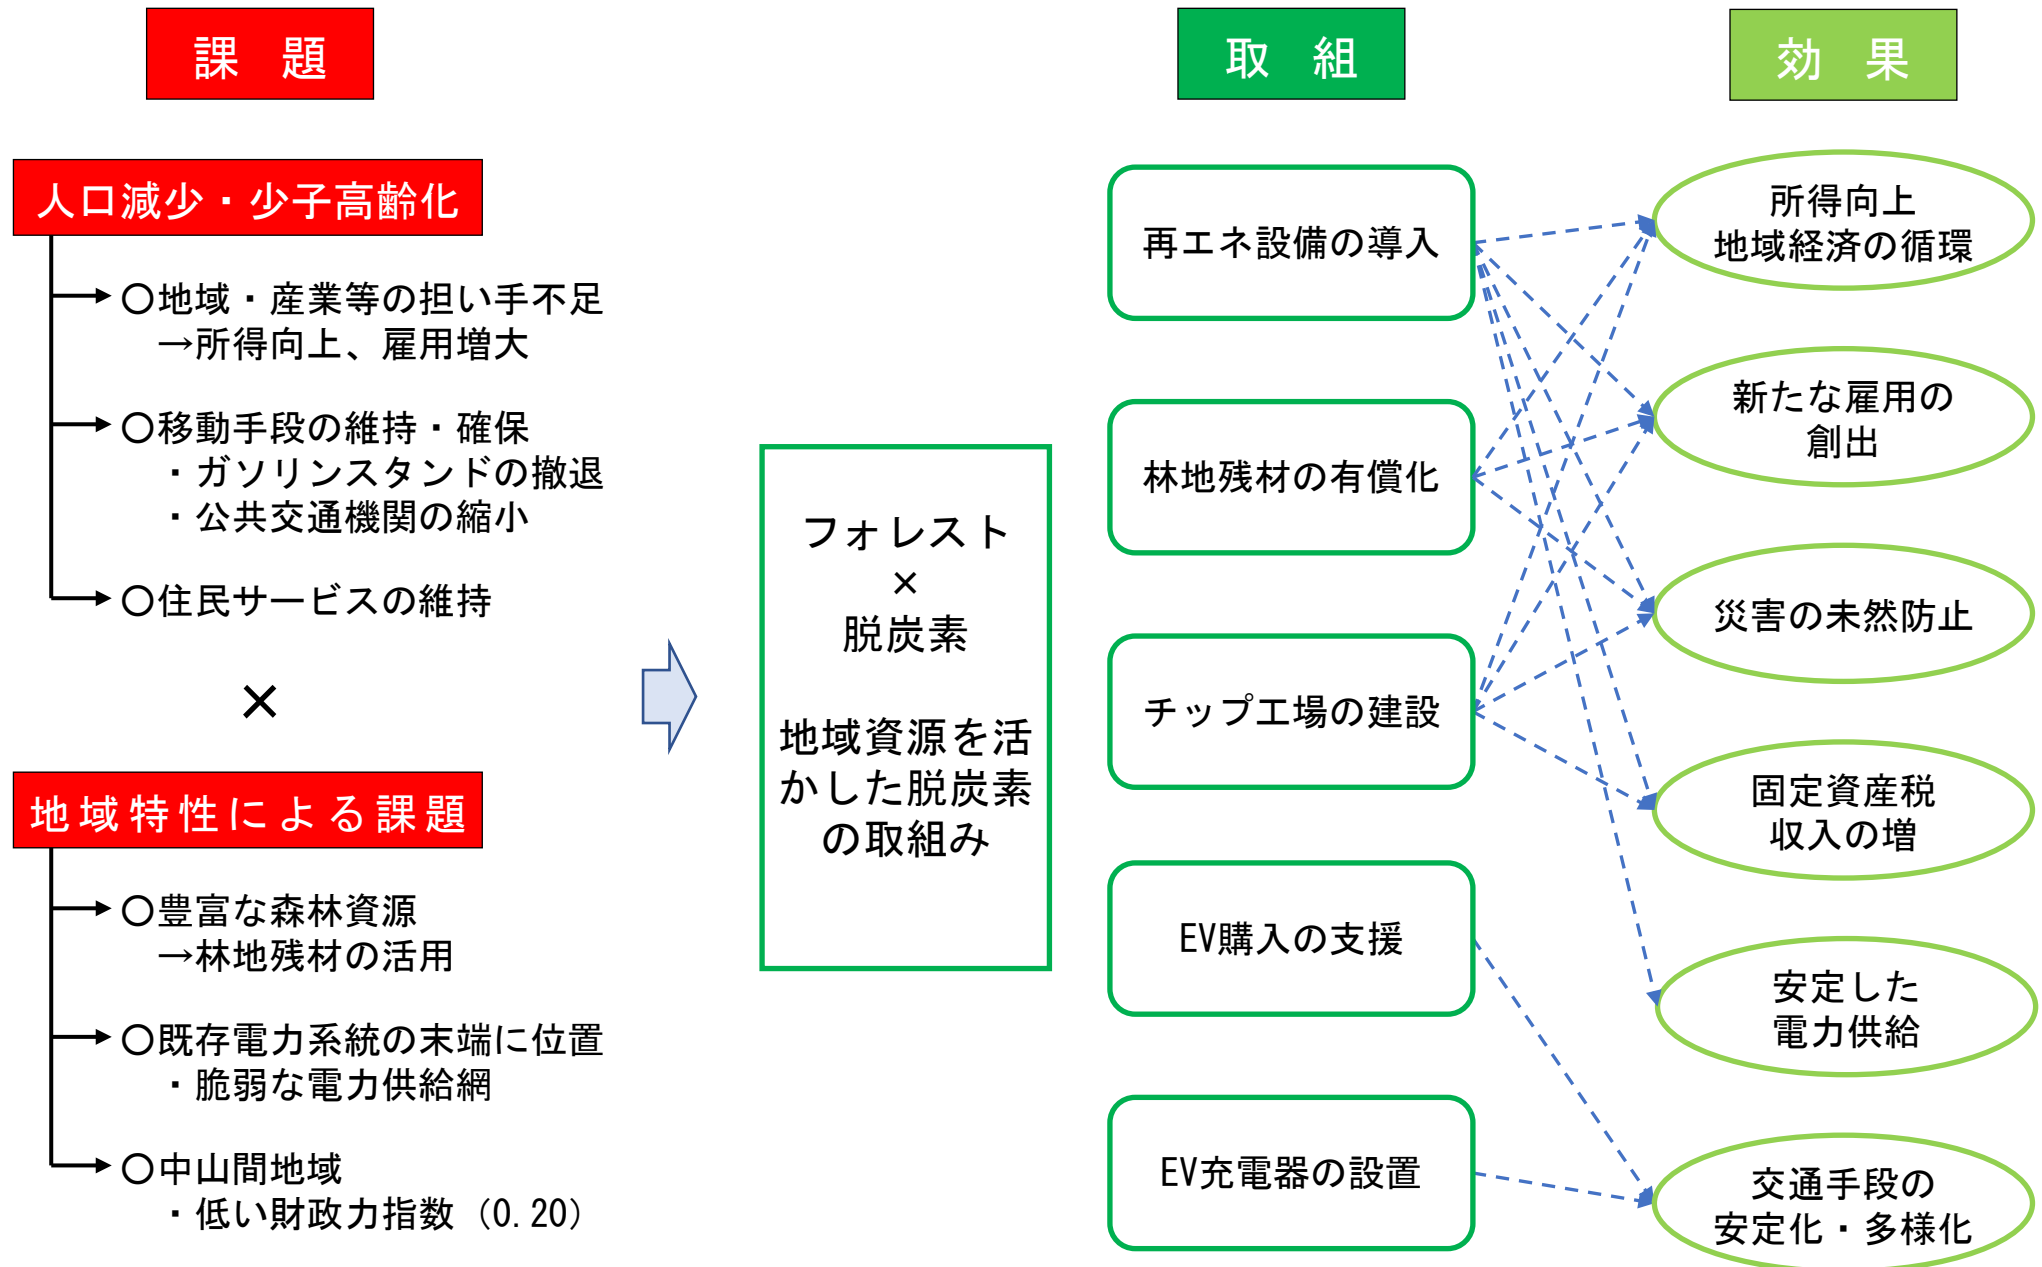 課　題
人口減少・少子高齢化
○地域・産業等の担い手不足
→所得向上、雇用増大
○移動手段の維持・確保
・ガソリンスタンドの撤退
・公共交通機関の縮小
○住民サービスの維持
×
地域特性による課題
○豊富な森林資源
→林地残材の活用
○既存電力系統の末端に位置
・脆弱な電力供給網
○中山間地域
・低い財政力指数（0.20）
フォレスト
×
脱炭素
地域資源を活
かした脱炭素
の取組み
取　組
再エネ設備の導入
林地残材の有償化
チップ工場の建設
EV購入の支援
EV充電器の設置
効　果
所得向上
地域経済の循環
新たな雇用の
創出
災害の未然防止
固定資産税
収入の増
安定した
電力供給
交通手段の
安定化・多様化